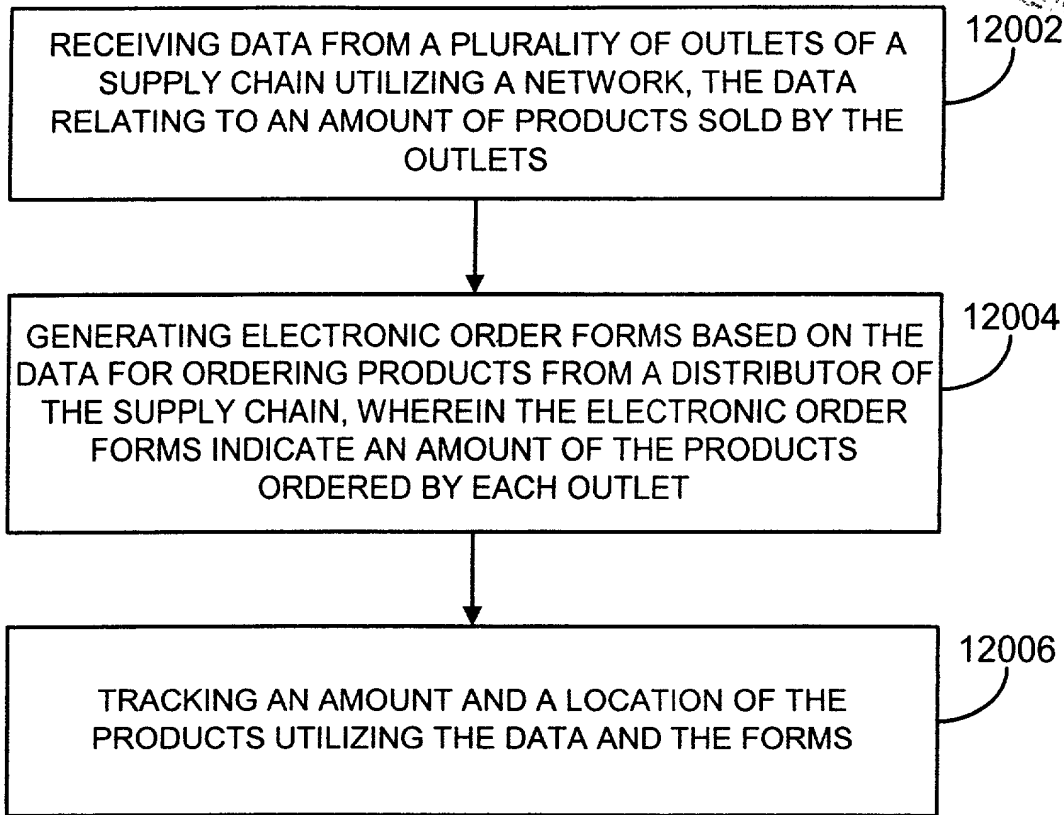 RECEIVING DATA FROM A PLURALITY OF OUTLETS OF A
SUPPLY CHAIN UTILIZING A NETWORK, THE DATA
RELATING TO AN AMOUNT OF PRODUCTS SOLD BY THE
OUTLETS
12002
GENERATING ELECTRONIC ORDER FORMS BASED ON THE
DATA FOR ORDERING PRODUCTS FROM A DISTRIBUTOR OF
THE SUPPLY CHAIN, WHEREIN THE ELECTRONIC ORDER
FORMS INDICATE AN AMOUNT OF THE PRODUCTS
ORDERED BY EACH OUTLET
12004
TRACKING AN AMOUNT AND A LOCATION OF THE
PRODUCTS UTILIZING THE DATA AND THE FORMS
12006